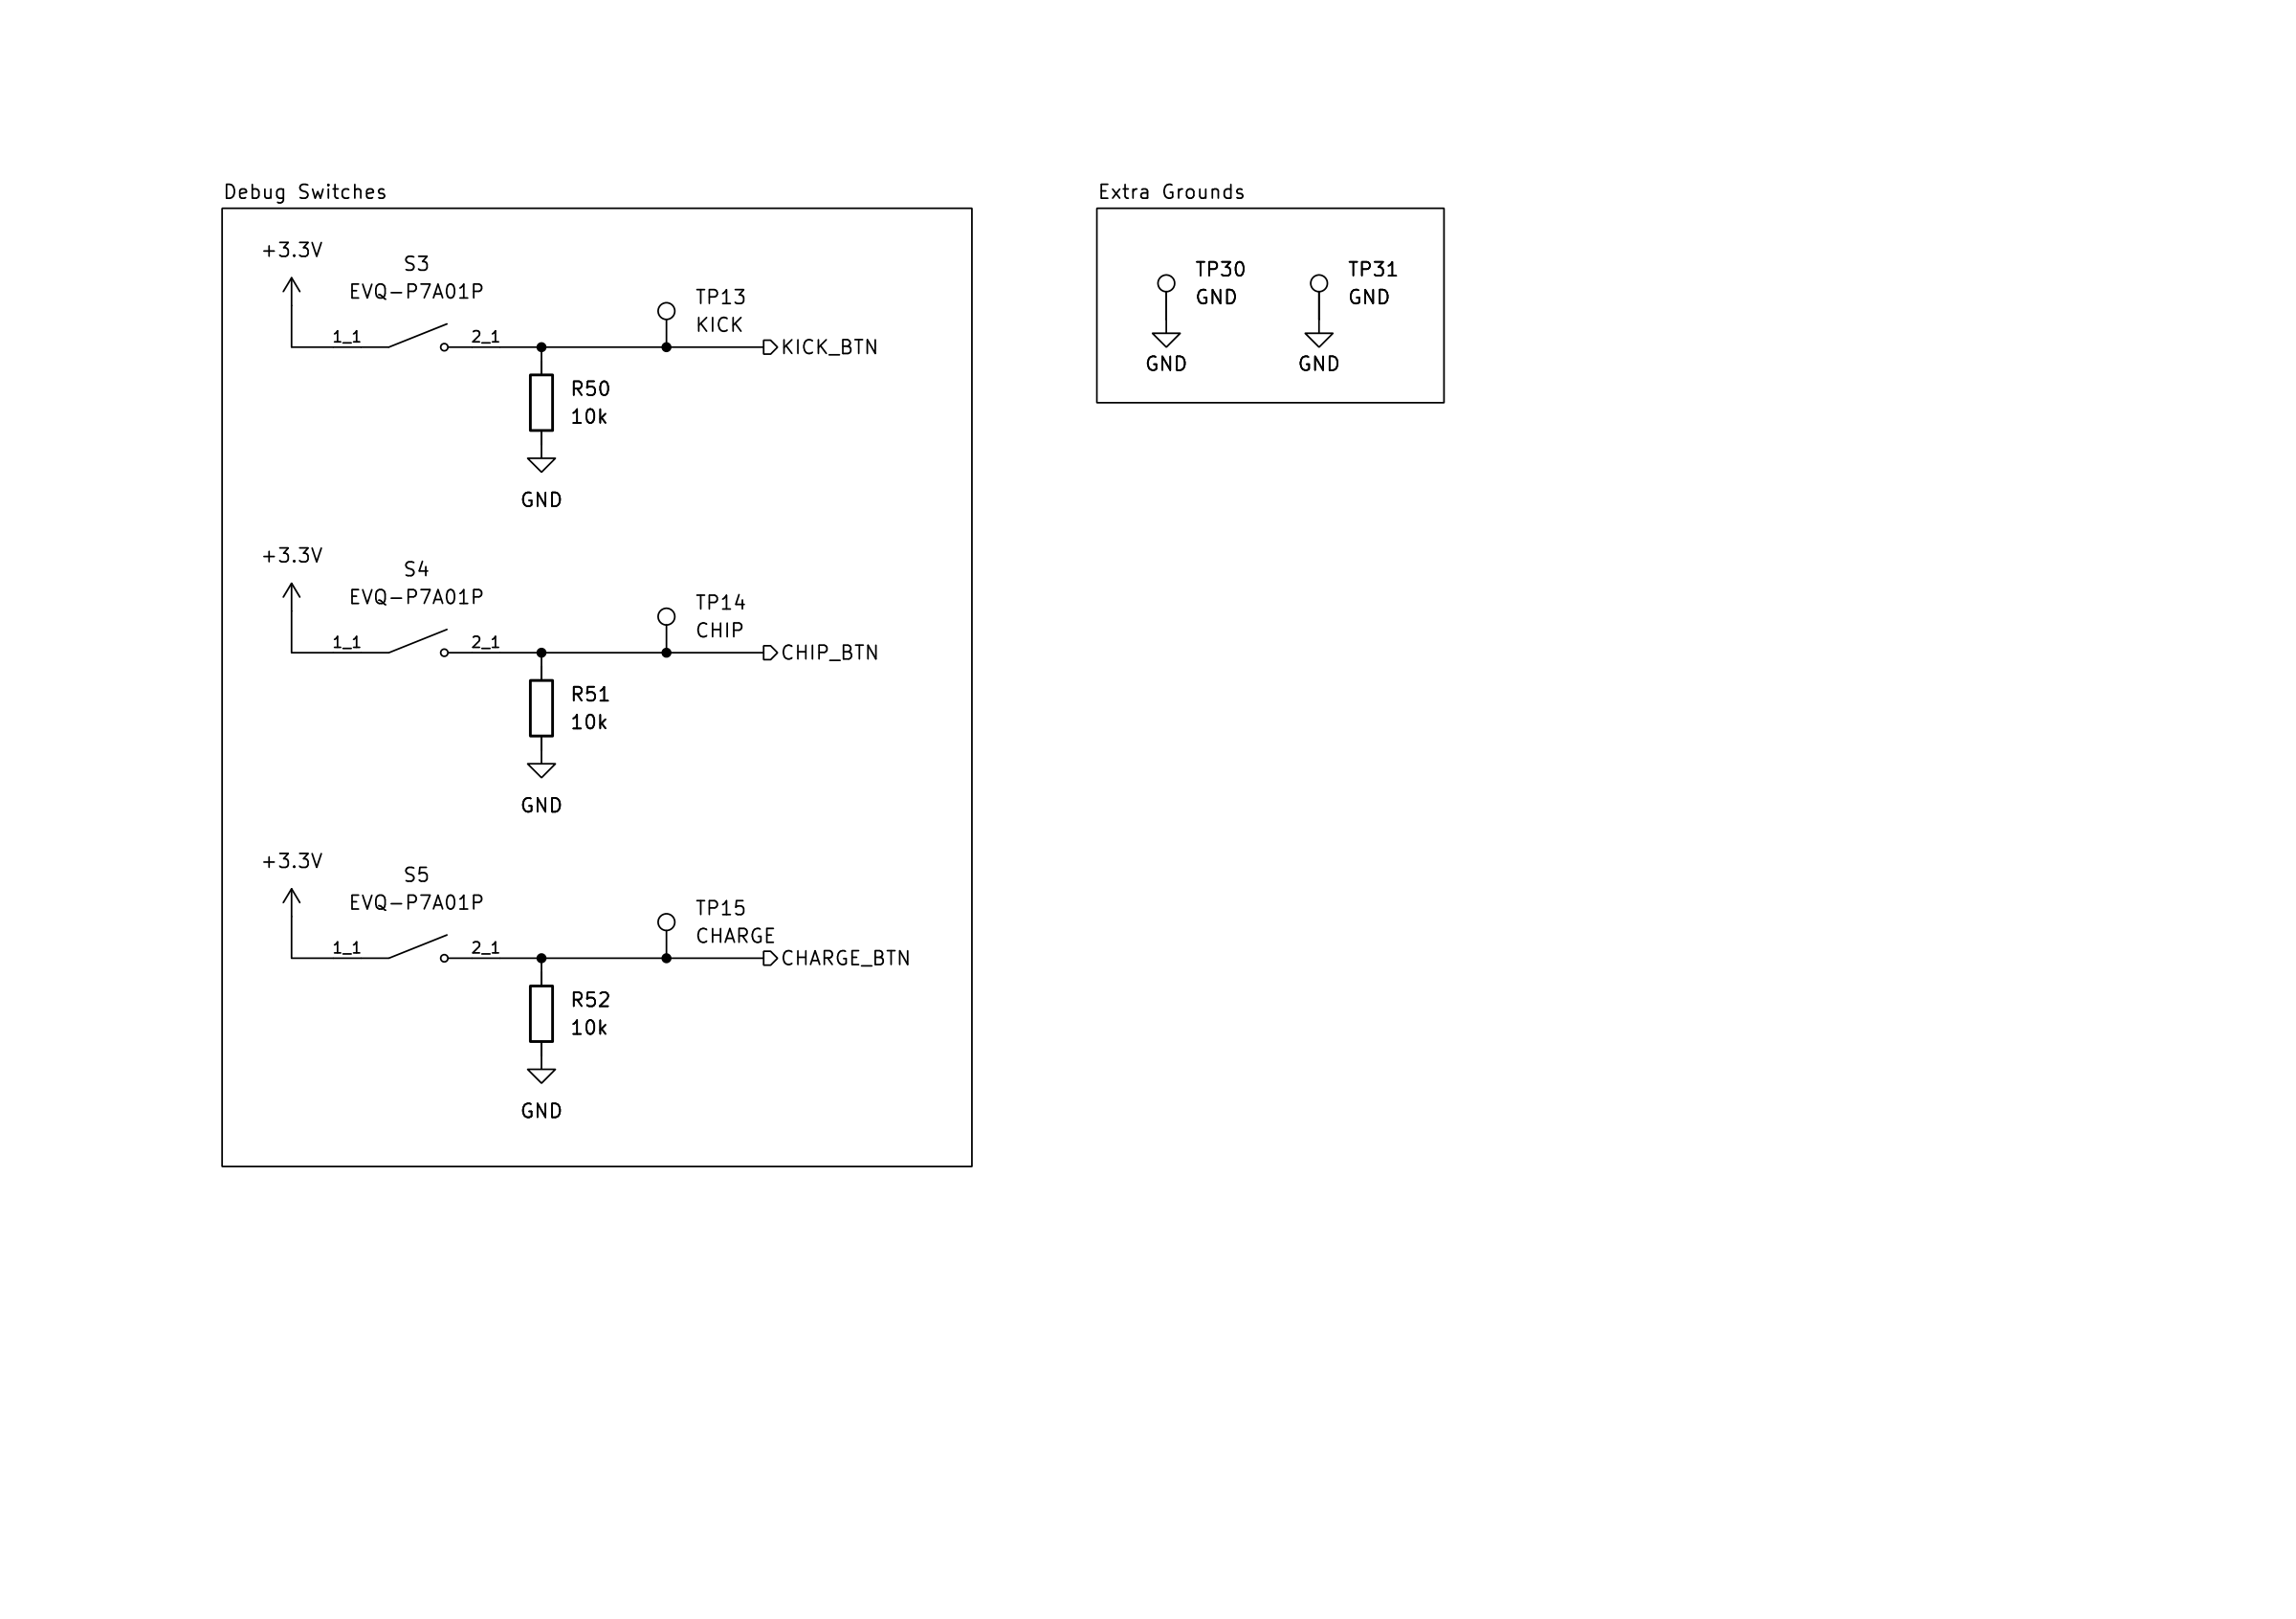 Debug Switches
+3.3V
S3
EVQ-P7A01P
1_1
2_1
TP13
KICK
KICK_BTN
R50
10k
GND
+3.3V
S4
EVQ-P7A01P
1_1
2_1
TP14
CHIP
CHIP_BTN
R51
10k
GND
+3.3V
S5
EVQ-P7A01P
1_1
2_1
TP15
CHARGE
CHARGE_BTN
R52
10k
GND
Extra Grounds
TP30
GND
GND
TP31
GND
GND